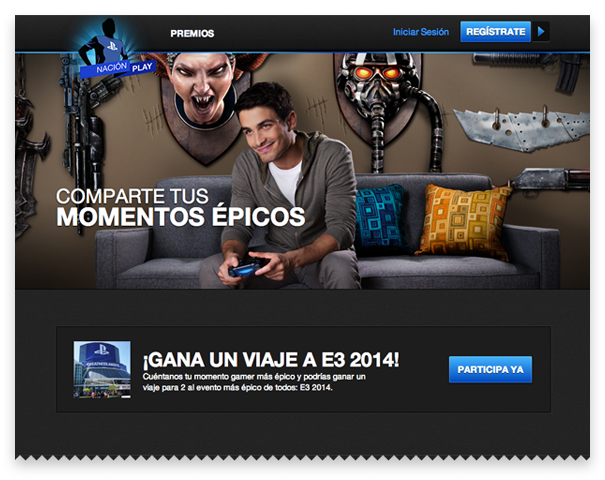 NACIÓN PLAY
PREMIOS
Iniciar Sesión
REGÍSTRATE
COMPARTE TUS
MOMENTOS ÉPICOS
¡GANA UN VIAJE A E3 2014!
Cuéntanos tu momento gamer más épico y podrías ganar un
viaje para 2 al evento más épico de todos: E3 2014.
PARTICIPA YA